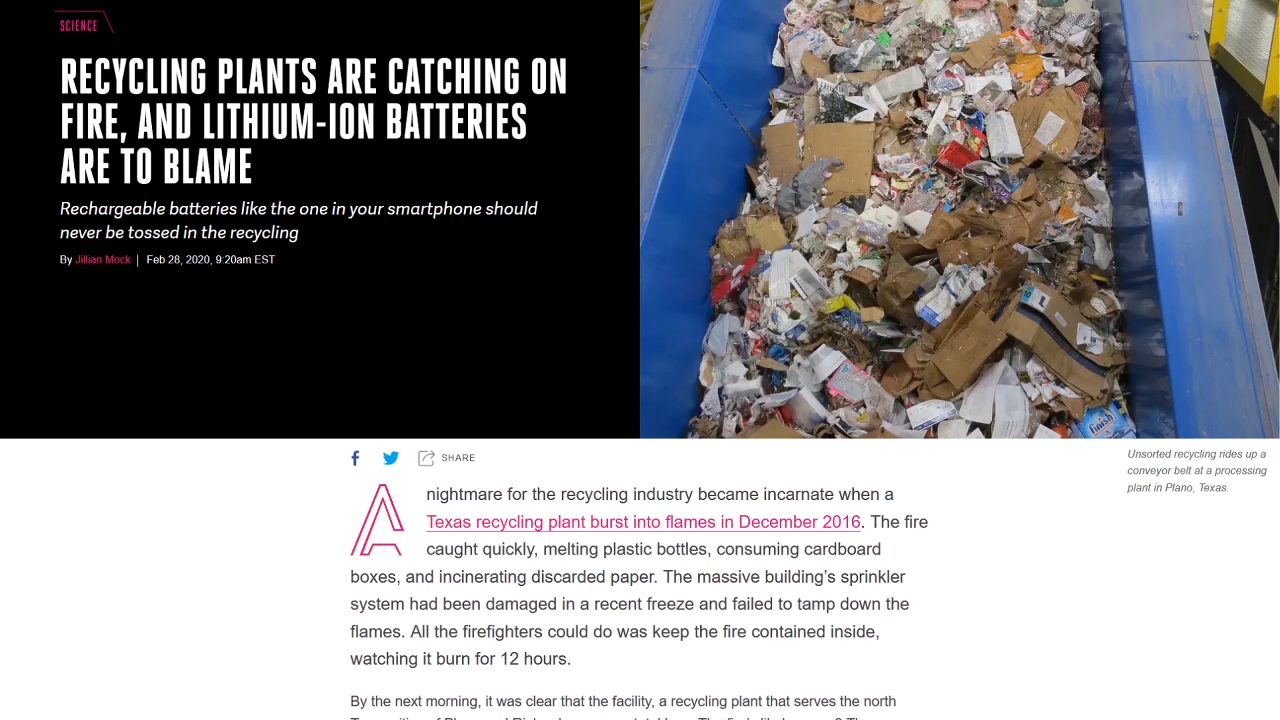 SCIENCE
RECYCLING PLANTS ARE CATCHING ON
FIRE, AND LITHIUM-ION BATTERIES
ARE TO BLAME
Rechargeable batteries like the one in your smartphone should
never be tossed in the recycling
By Jillian Mock | Feb 28, 2020, 9:20am EST
finish
f SHARE
Unsorted recycling rides up a
conveyor belt at a processing
plant in Plano, Texas.
A nightmare for the recycling industry became incarnate when a
Texas recycling plant burst into flames in December 2016. The fire
caught quickly, melting plastic bottles, consuming cardboard
boxes, and incinerating discarded paper. The massive building’s sprinkler
system had been damaged in a recent freeze and failed to tamp down the
flames. All the firefighters could do was keep the fire contained inside,
watching it burn for 12 hours.
By the next morning, it was clear that the facility, a recycling plant that serves the north